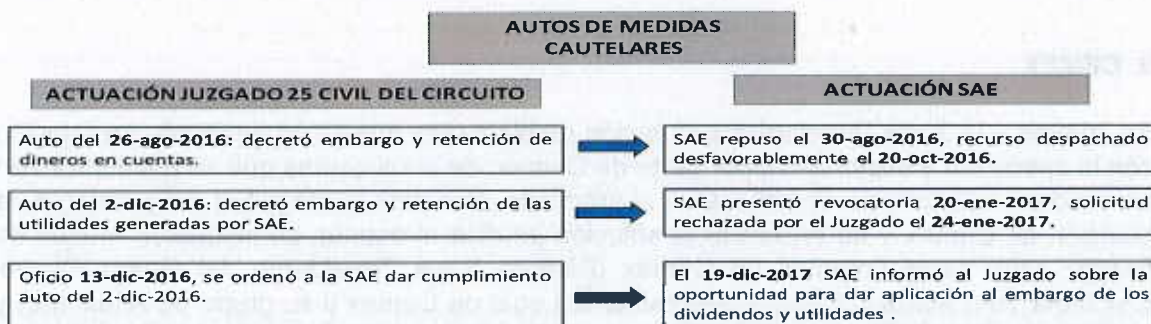 AUTOS DE MEDIDAS
CAUTELARES
ACTUACIÓN JUZGADO 25 CIVIL DEL CIRCUITO
ACTUACIÓN SAE
Auto del 26-ago-2016: decretó embargo y retención de
dineros en cuentas.
SAE repuso el 30-ago-2016, recurso despachado
desfavorablemente el 20-oct-2016.
Auto del 2-dic-2016: decretó embargo y retención de las
utilidades generadas por SAE.
SAE presentó revocatoria 20-ene-2017, solicitud
rechazada por el Juzgado el 24-ene-2017.
Oficio 13-dic-2016, se ordenó a la SAE dar cumplimiento
auto del 2-dic-2016.
El 19-dic-2017 SAE informó al Juzgado sobre la
oportunidad para dar aplicación al embargo de los
dividendos y utilidades .